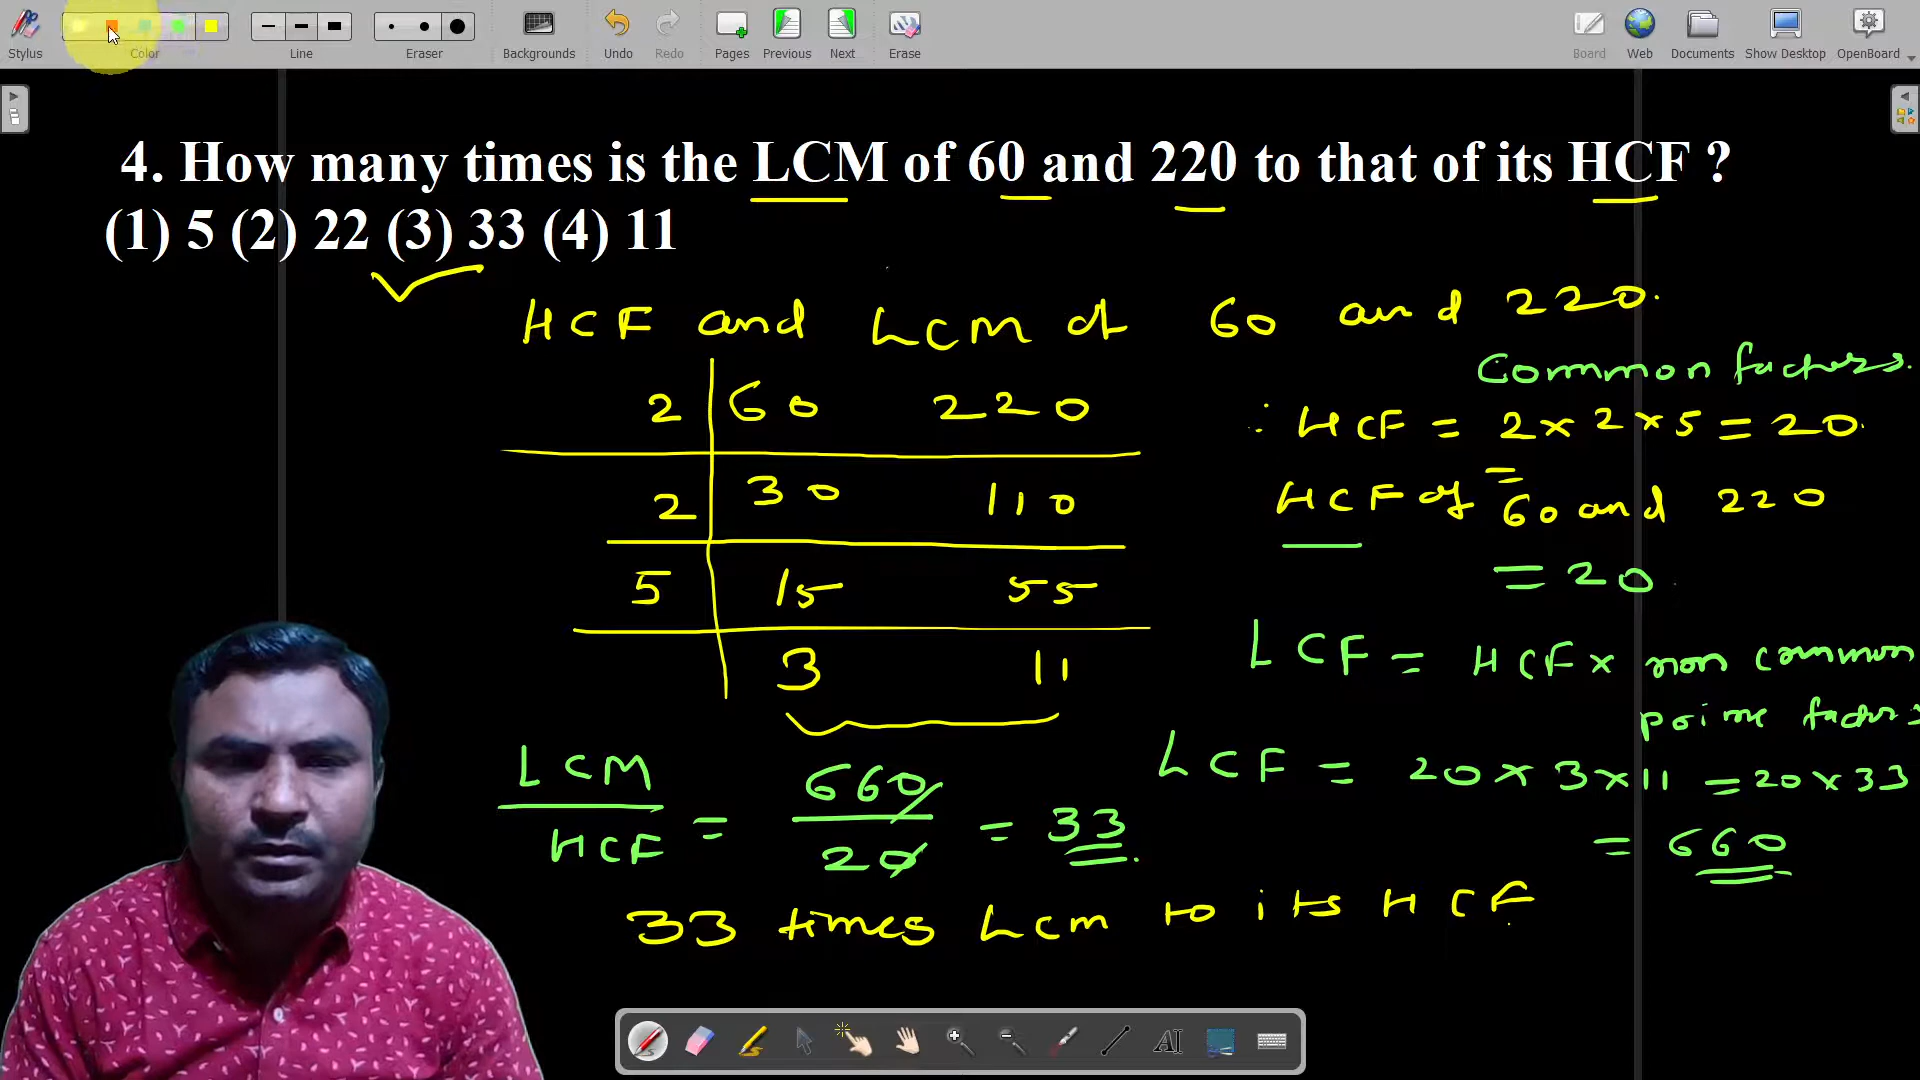 Stylus Color Line Eraser Backgrounds Undo Redo Pages Previous Next Erase Board Web Documents Show Desktop OpenBoard
4. How many times is the LCM of 60 and 220 to that of its HCF ?
(1) 5 (2) 22 (3) 33 (4) 11
HCF and LCM of 60 and 220.
2 60 220
2 30 110
5 15 55
3 11
Common factors.
∴ HCF = 2 × 2 × 5 = 20.
HCF of 60 and 220
= 20
LCF = HCF × non common
prime factors
LCF = 20 × 3 × 11 = 20 × 33
= 660
LCM / HCF = 660 / 20 = 33.
33 times Lcm to its HCF